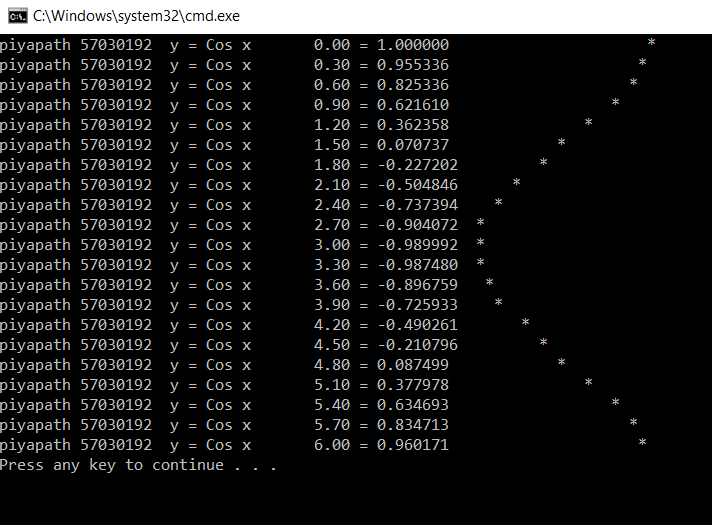 C:\Windows\system32\cmd.exe
piyapath 57030192  y = Cos x       0.00 = 1.000000                      *
piyapath 57030192  y = Cos x       0.30 = 0.955336                     *
piyapath 57030192  y = Cos x       0.60 = 0.825336                    *
piyapath 57030192  y = Cos x       0.90 = 0.621610                  *
piyapath 57030192  y = Cos x       1.20 = 0.362358               *
piyapath 57030192  y = Cos x       1.50 = 0.070737            *
piyapath 57030192  y = Cos x       1.80 = -0.227202         *
piyapath 57030192  y = Cos x       2.10 = -0.504846      *
piyapath 57030192  y = Cos x       2.40 = -0.737394    *
piyapath 57030192  y = Cos x       2.70 = -0.904072  *
piyapath 57030192  y = Cos x       3.00 = -0.989992  *
piyapath 57030192  y = Cos x       3.30 = -0.987480  *
piyapath 57030192  y = Cos x       3.60 = -0.896759   *
piyapath 57030192  y = Cos x       3.90 = -0.725933    *
piyapath 57030192  y = Cos x       4.20 = -0.490261       *
piyapath 57030192  y = Cos x       4.50 = -0.210796         *
piyapath 57030192  y = Cos x       4.80 = 0.087499            *
piyapath 57030192  y = Cos x       5.10 = 0.377978               *
piyapath 57030192  y = Cos x       5.40 = 0.634693                  *
piyapath 57030192  y = Cos x       5.70 = 0.834713                    *
piyapath 57030192  y = Cos x       6.00 = 0.960171                     *
Press any key to continue . . .